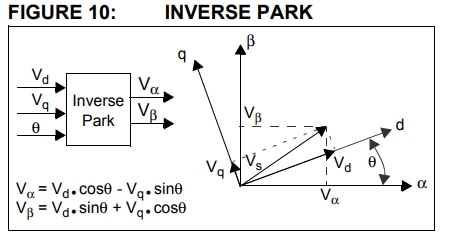 FIGURE 10: INVERSE PARK
Vd
Vq
θ
Inverse
Park
Vα
Vβ
q
β
Vβ
d
Vq
Vs
Vd
θ
α
Vα
Vα = Vd•cosθ - Vq•sinθ
Vβ = Vd•sinθ + Vq•cosθ